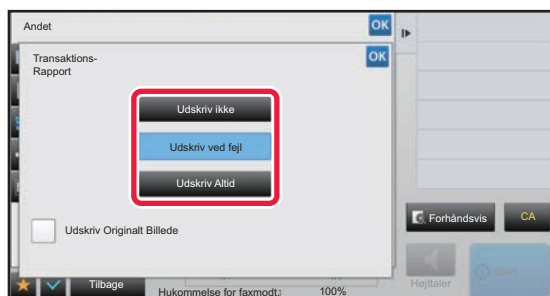 Andet
OK
Transaktions-
Rapport
OK
Udskriv ikke
Udskriv ved fejl
Udskriv Altid
Udskriv Originalt Billede
Forhåndsvis
CA
Tilbage
Hukommelse for faxmodt.:
100%
Højttaler
Start